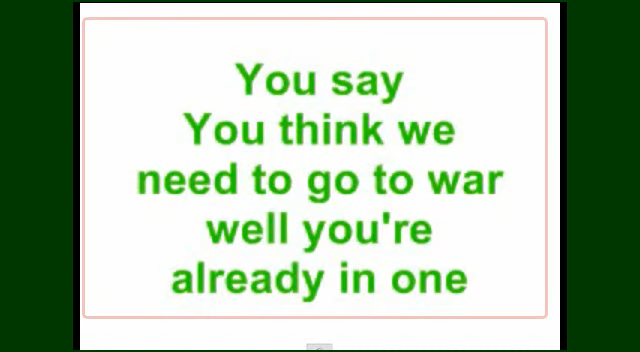 You say
You think we
need to go to war
well you're
already in one